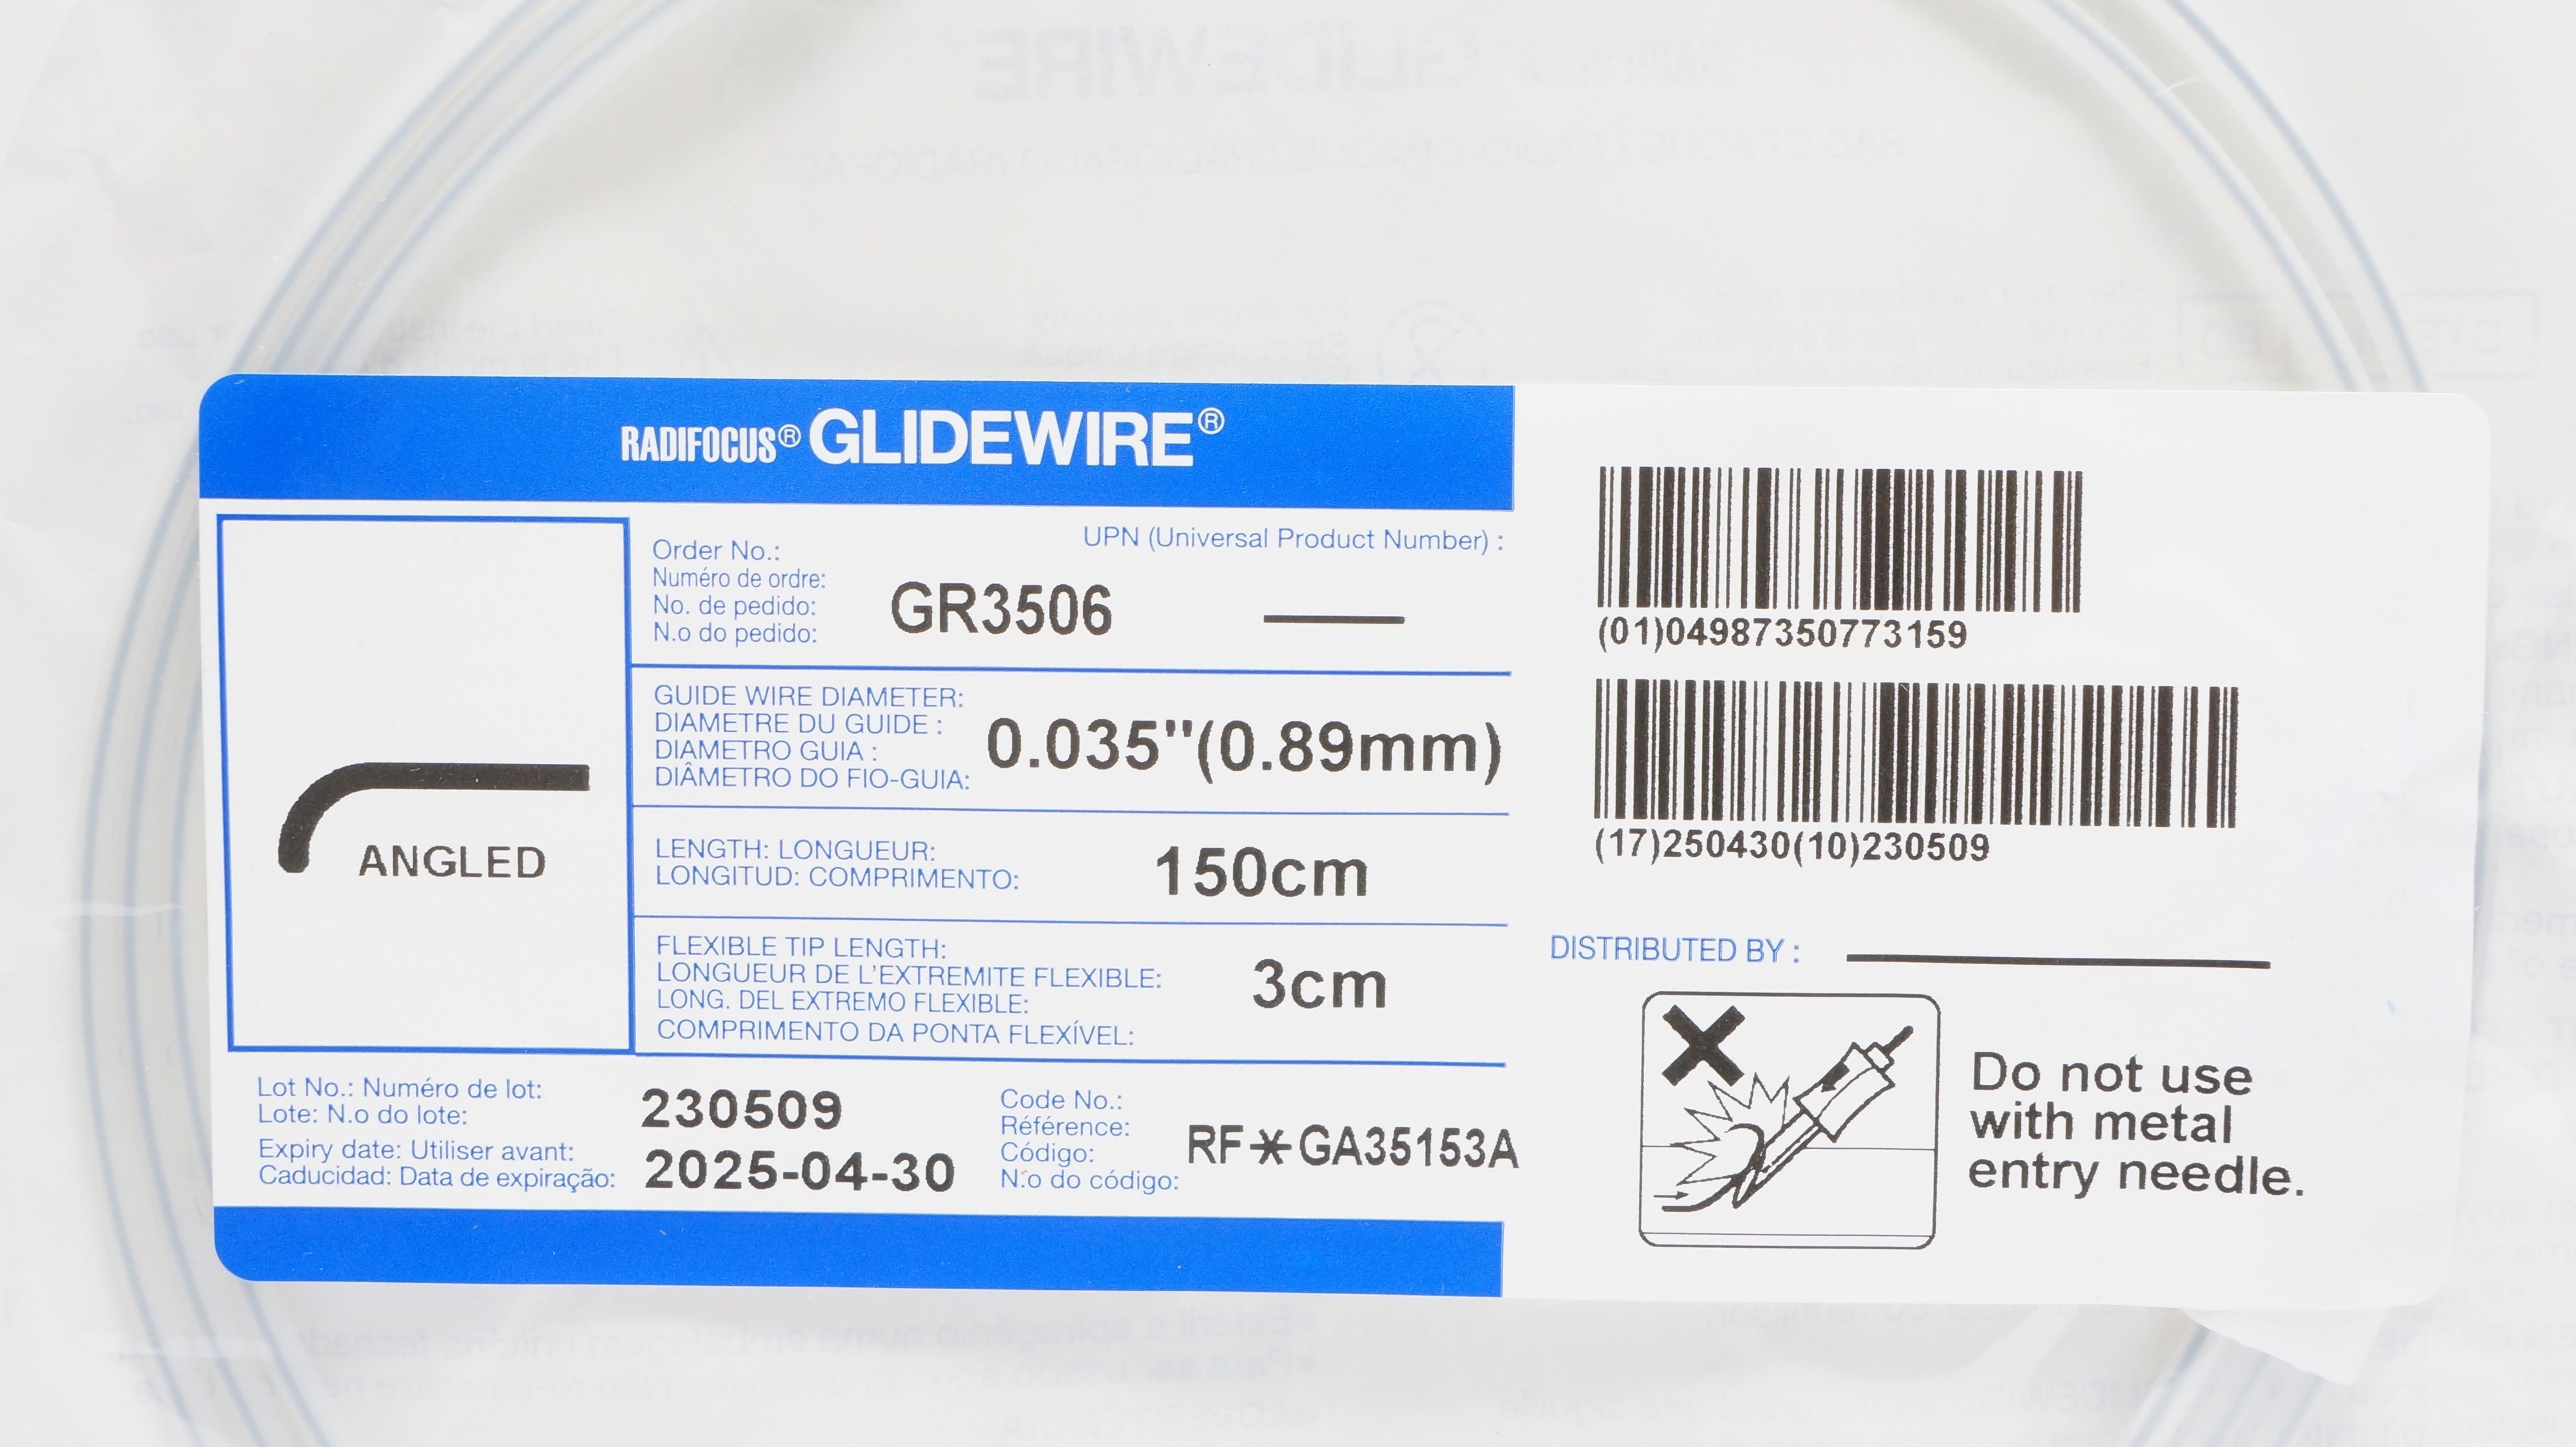 RADIFOCUS® GLIDEWIRE®
ANGLED
Order No.:
Numéro de ordre:
No. de pedido:
N.o do pedido:
GR3506
UPN (Universal Product Number) :
GUIDE WIRE DIAMETER:
DIAMETRE DU GUIDE :
DIAMETRO GUIA :
DIÂMETRO DO FIO-GUIA:
0.035"(0.89mm)
LENGTH: LONGUEUR:
LONGITUD: COMPRIMENTO:
150cm
FLEXIBLE TIP LENGTH:
LONGUEUR DE L'EXTREMITE FLEXIBLE:
LONG. DEL EXTREMO FLEXIBLE:
COMPRIMENTO DA PONTA FLEXÍVEL:
3cm
Lot No.: Numéro de lot:
Lote: N.o do lote:
230509
Expiry date: Utiliser avant:
Caducidad: Data de expiração:
2025-04-30
Code No.:
Référence:
Código:
N.o do código:
RF*GA35153A
(01)04987350773159
(17)250430(10)230509
DISTRIBUTED BY :
Do not use
with metal
entry needle.